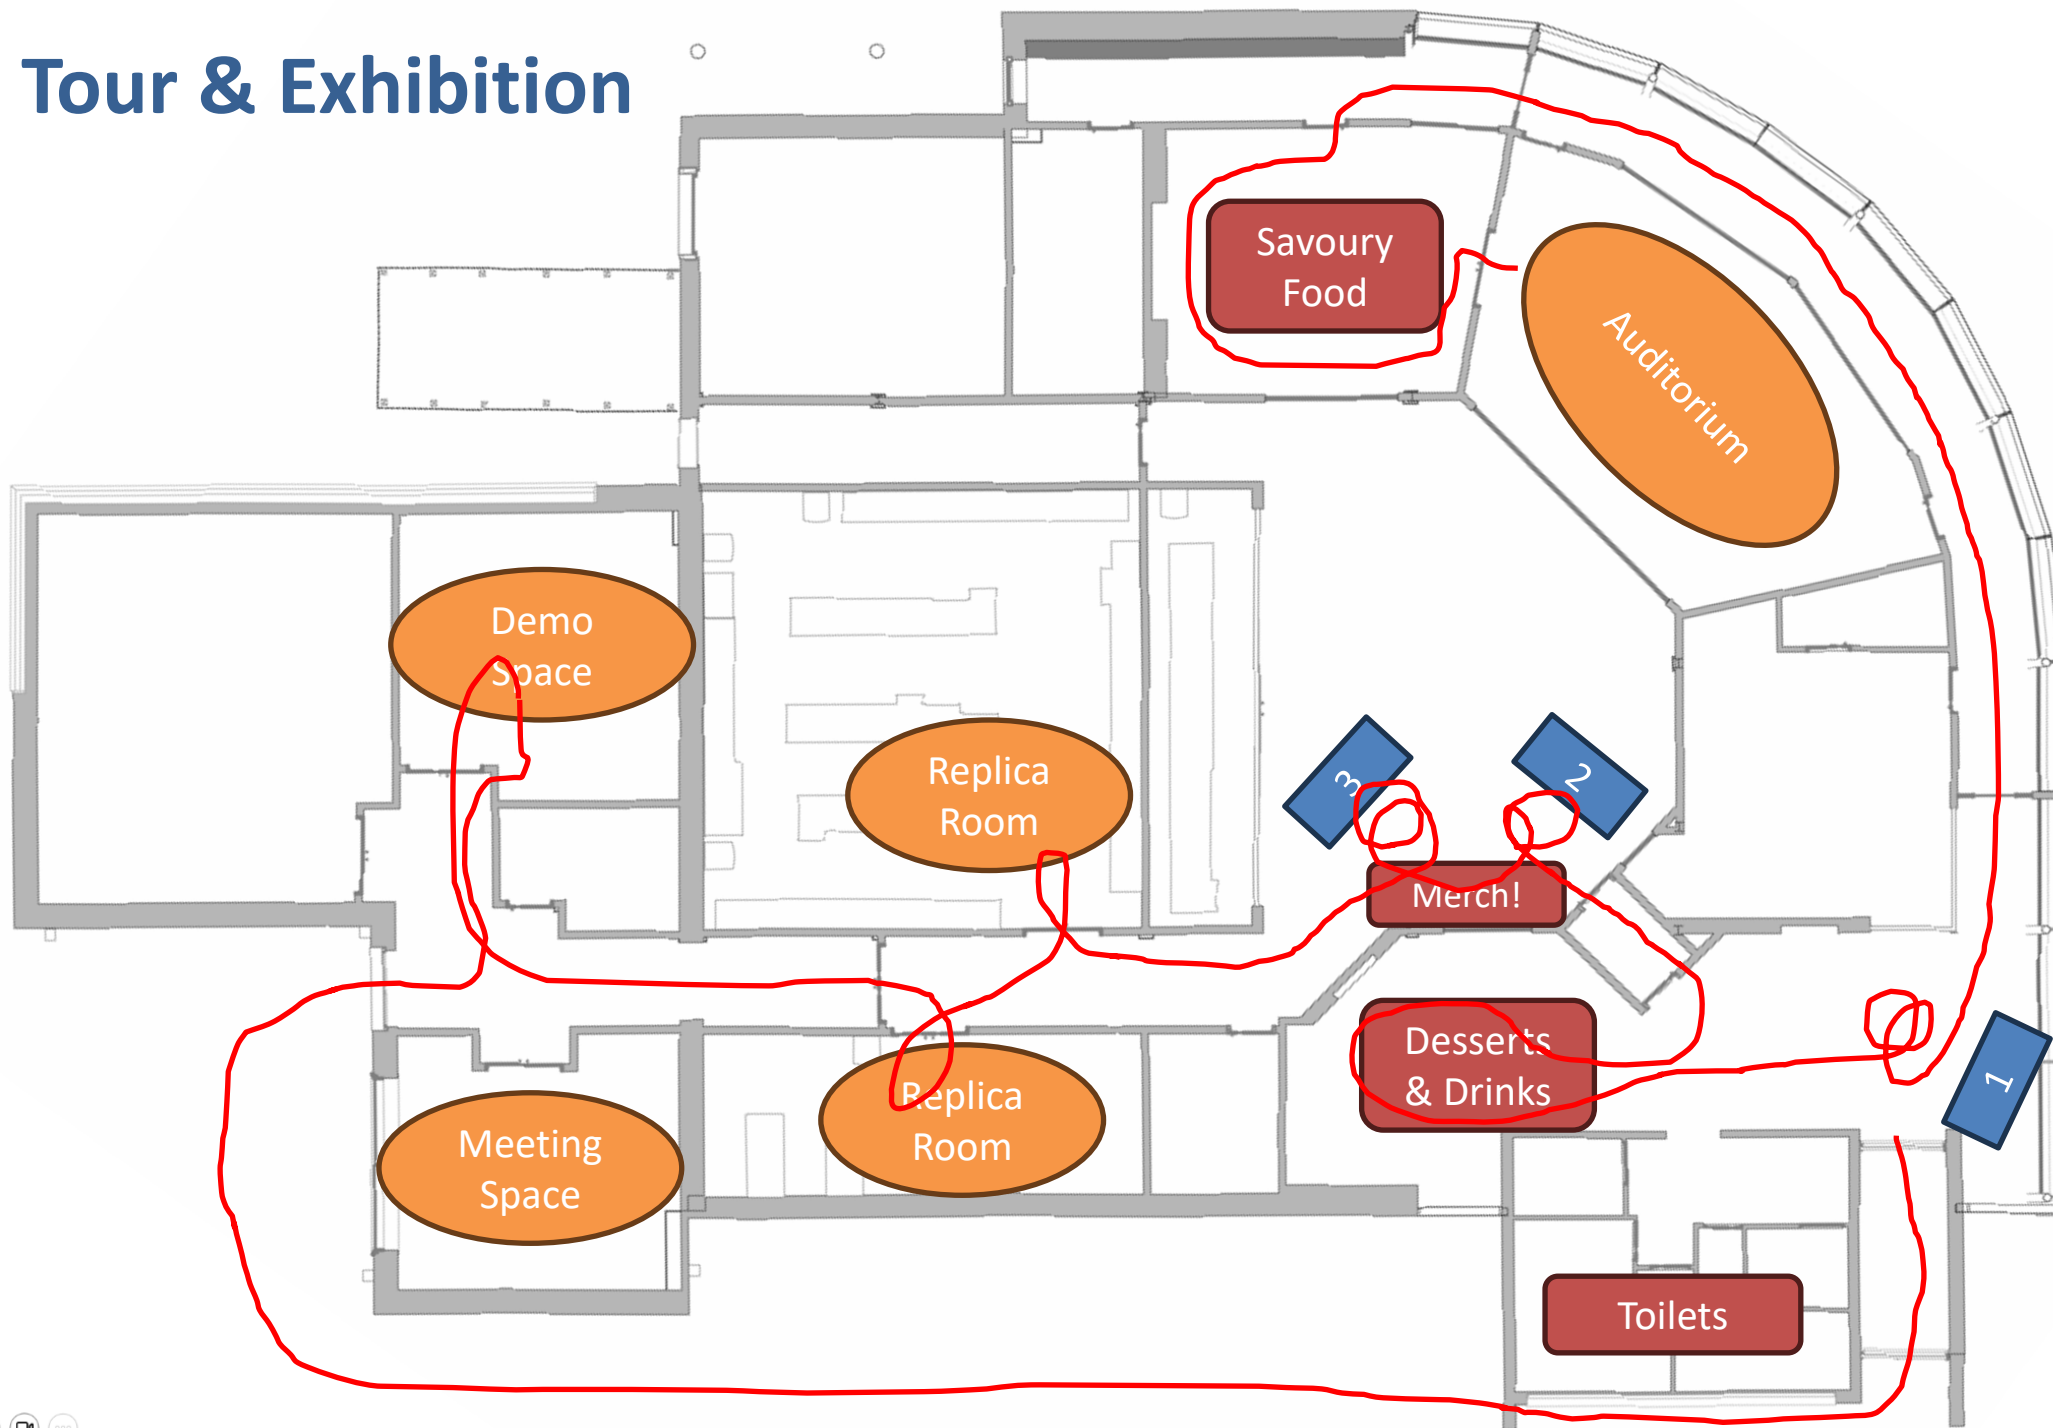 Tour & Exhibition
Savoury
Food
Auditorium
Demo
Space
Replica
Room
3
2
Merch!
Desserts
& Drinks
1
Meeting
Space
Replica
Room
Toilets